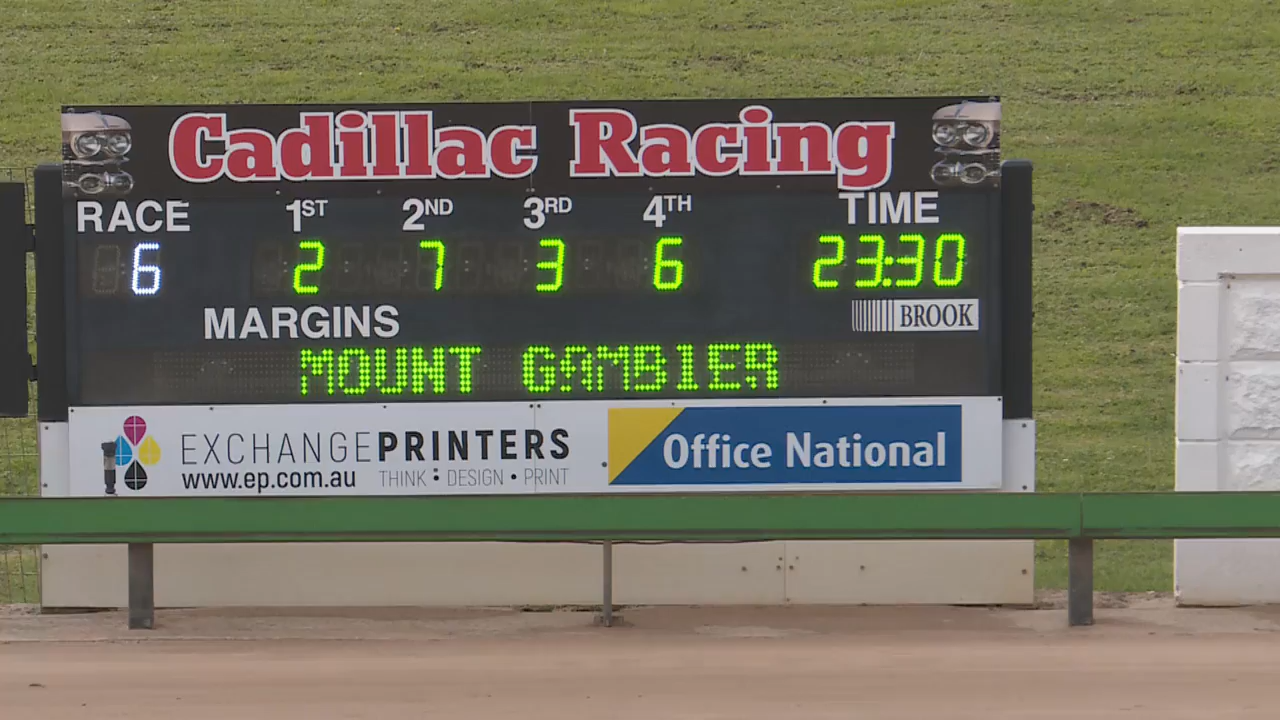 Cadillac Racing
RACE 1ST 2ND 3RD 4TH TIME
6 2 7 3 6 23:30
MARGINS BROOK
MOUNT GAMBIER
EXCHANGEPRINTERS
www.ep.com.au THINK : DESIGN • PRINT
Office National